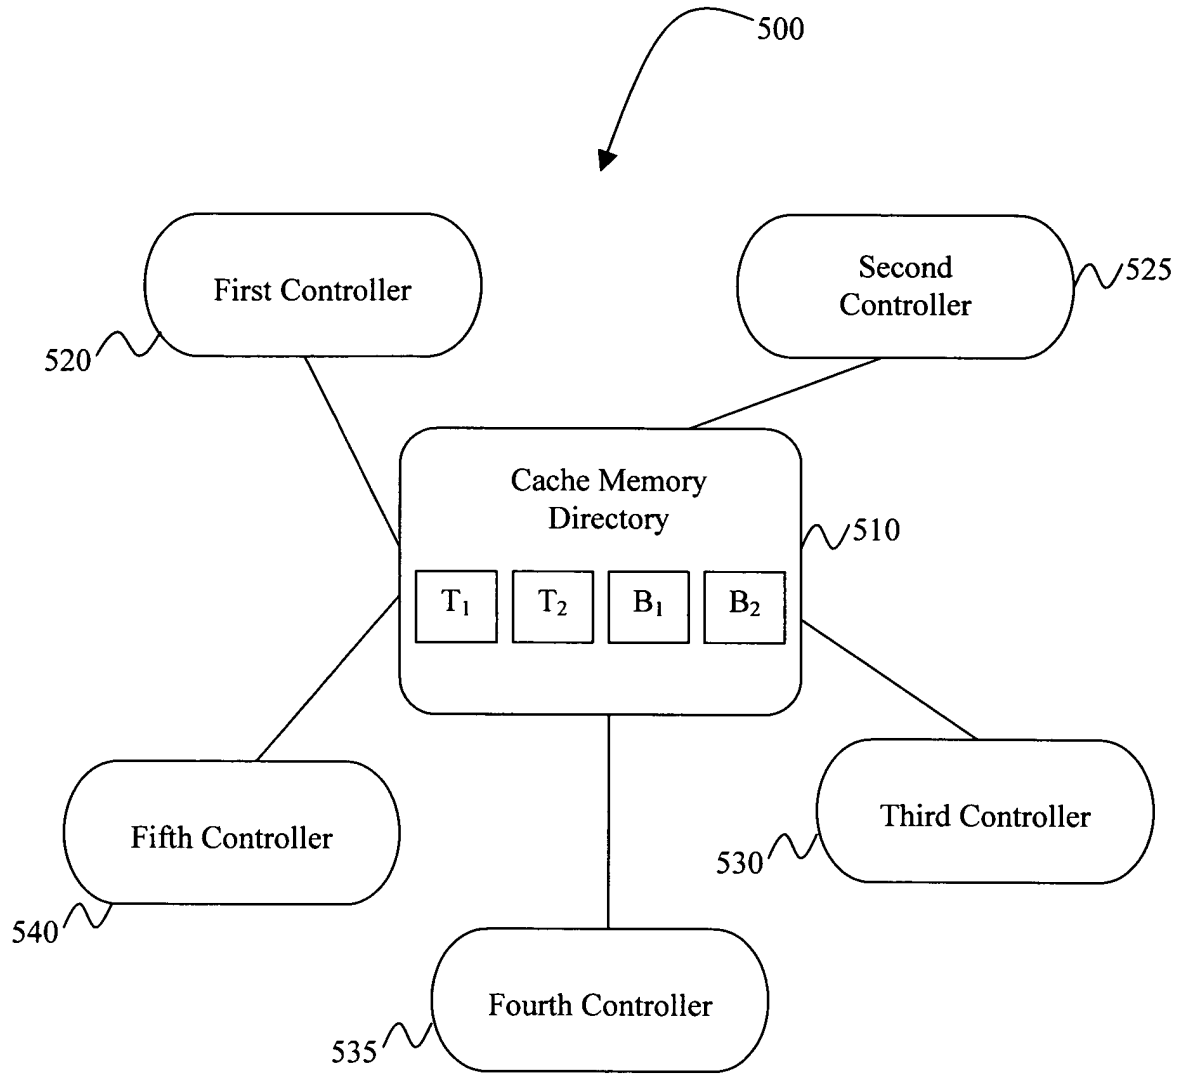 500
First Controller
520
Second
Controller
525
Cache Memory
Directory
510
T₁ T₂ B₁ B₂
Fifth Controller
540
Third Controller
530
Fourth Controller
535